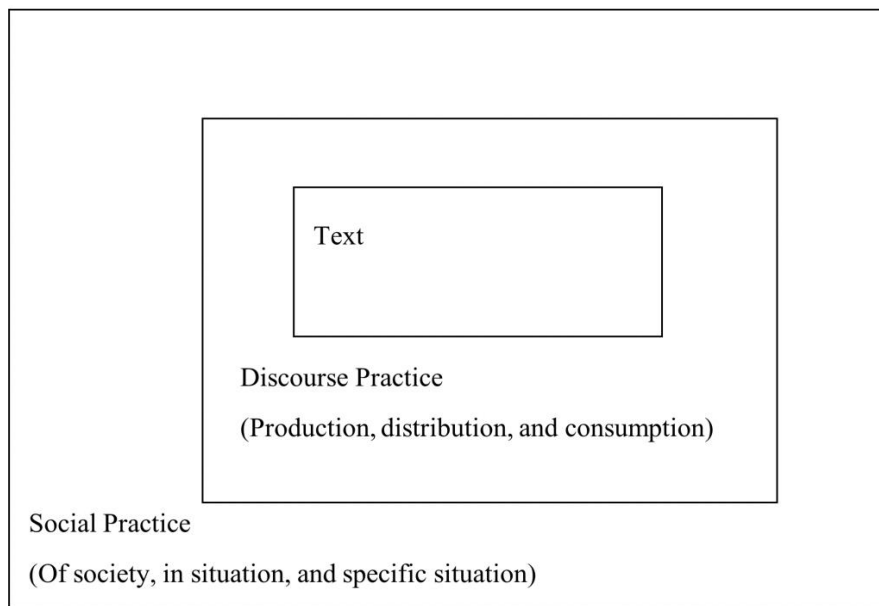 Text
Discourse Practice
(Production, distribution, and consumption)
Social Practice
(Of society, in situation, and specific situation)